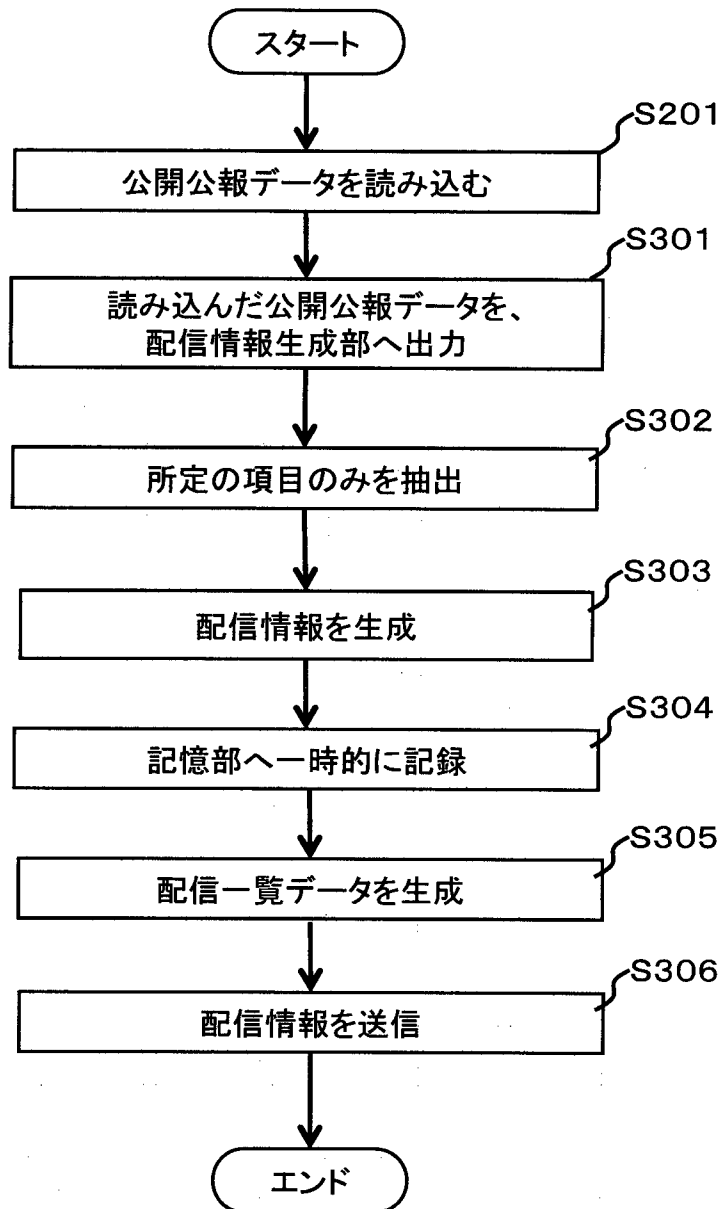 スタート
S201
公開公報データを読み込む
S301
読み込んだ公開公報データを、
配信情報生成部へ出力
S302
所定の項目のみを抽出
S303
配信情報を生成
S304
記憶部へ一時的に記録
S305
配信一覧データを生成
S306
配信情報を送信
エンド